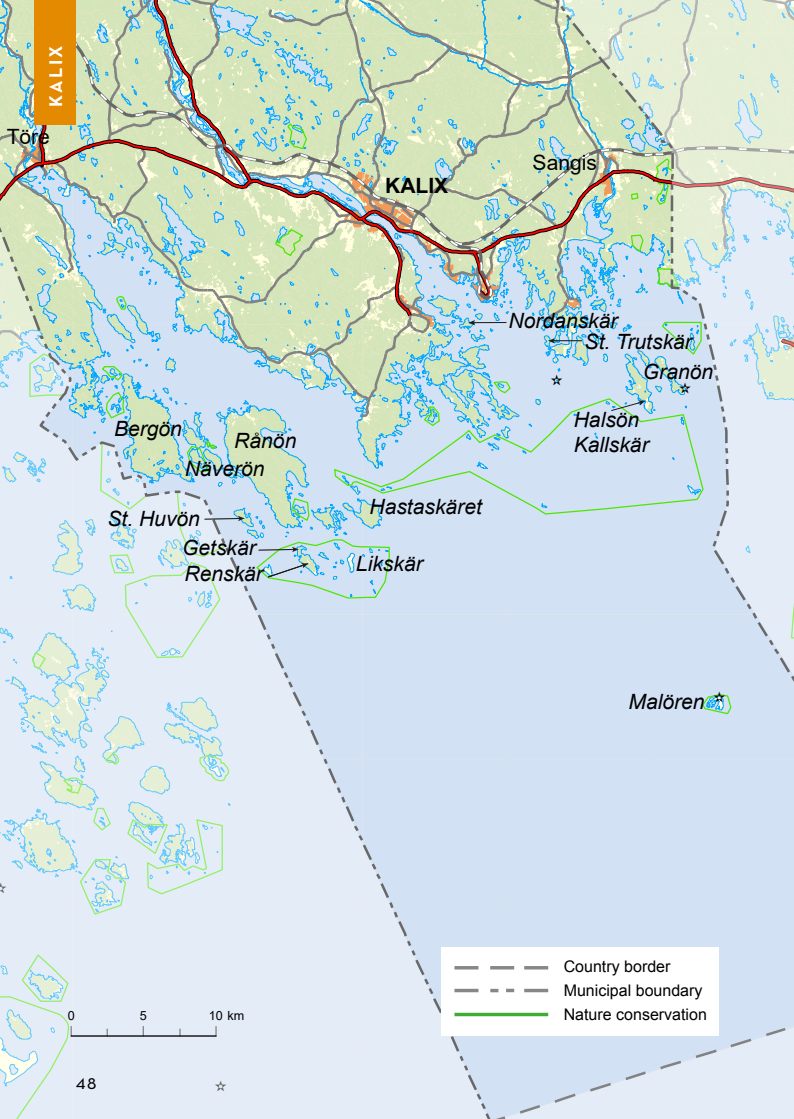 KALIX
Töre
KALIX
Sangis
Nordanskär
St. Trutskär
Granön
Halsön
Kallskär
Bergön
Rånön
Näverön
Hastaskäret
St. Huvön
Getskär
Renskär
Likskär
Malören
Country border
Municipal boundary
Nature conservation
0 5 10 km
48